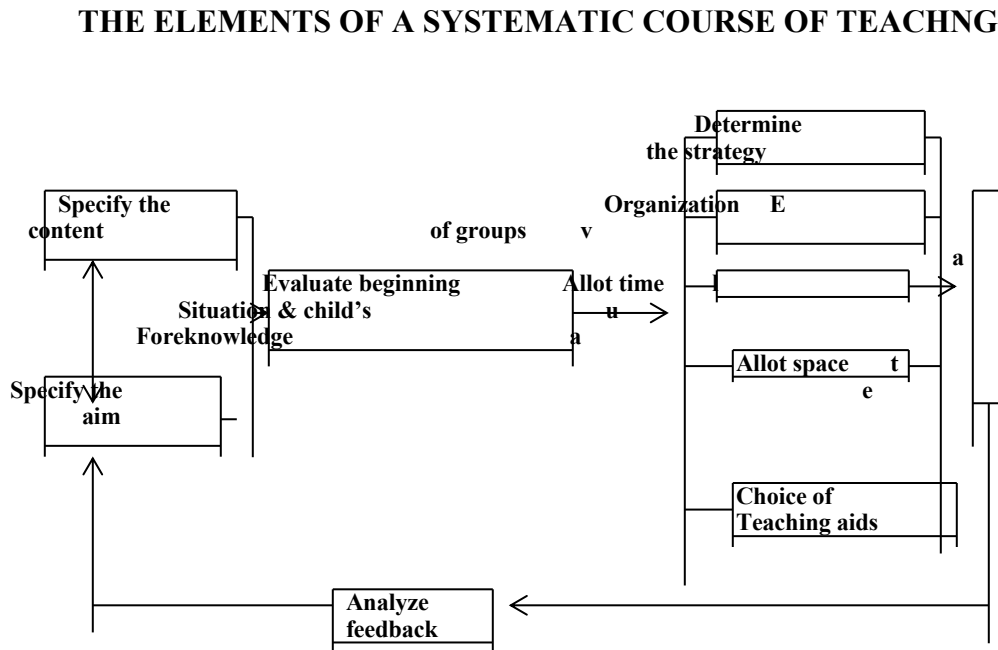 THE ELEMENTS OF A SYSTEMATIC COURSE OF TEACHNG
Determine
the strategy
Specify the
content
Organization E
of groups v
a
Evaluate beginning
Situation & child's
Foreknowledge
Allot time l
u
a
Allot space t
e
Specify the
aim
Choice of
Teaching aids
Analyze
feedback